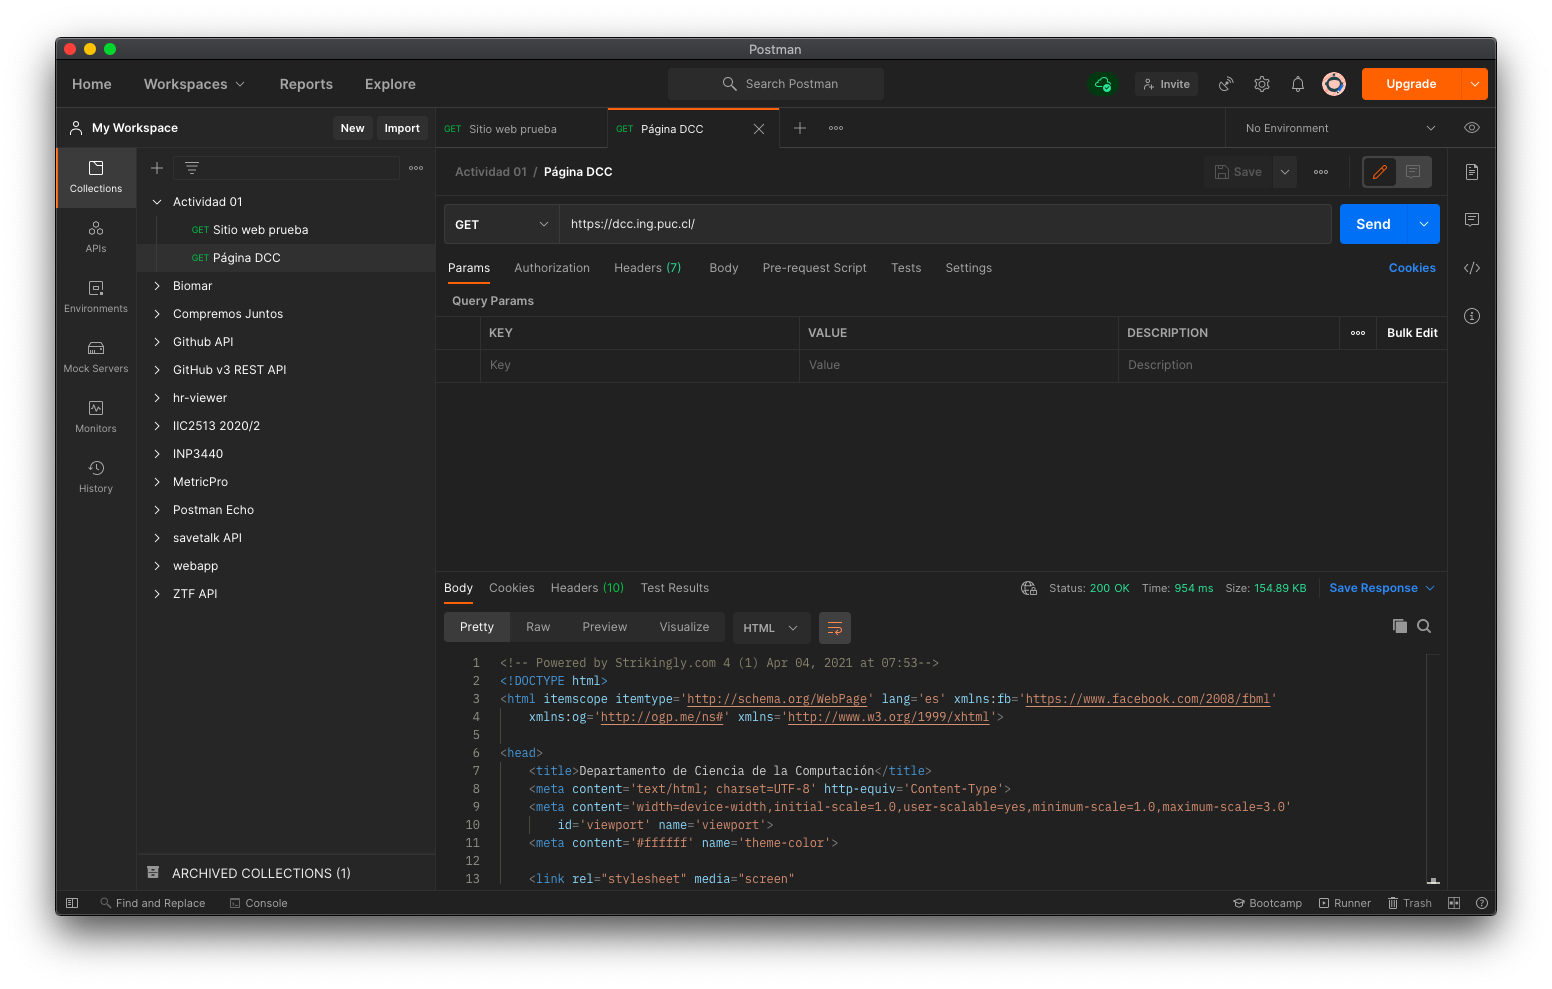 Postman
Home Workspaces Reports Explore Search Postman Invite Upgrade
My Workspace New Import
GET Sitio web prueba GET Página DCC No Environment
Collections
APIs
Environments
Mock Servers
Monitors
History
Actividad 01
GET Sitio web prueba
GET Página DCC
Biomar
Compremos Juntos
Github API
GitHub v3 REST API
hr-viewer
IIC2513 2020/2
INP3440
MetricPro
Postman Echo
savetalk API
webapp
ZTF API
ARCHIVED COLLECTIONS (1)
Actividad 01 / Página DCC Save
GET https://dcc.ing.puc.cl/ Send
Params Authorization Headers (7) Body Pre-request Script Tests Settings Cookies
Query Params
KEY VALUE DESCRIPTION Bulk Edit
Key Value Description
Body Cookies Headers (10) Test Results Status: 200 OK Time: 954 ms Size: 154.89 KB Save Response
Pretty Raw Preview Visualize HTML
1 <!-- Powered by Strikingly.com 4 (1) Apr 04, 2021 at 07:53-->
2 <!DOCTYPE html>
3 <html itemscope itemtype='http://schema.org/WebPage' lang='es' xmlns:fb='https://www.facebook.com/2008/fbml'
4 xmlns:og='http://ogp.me/ns#' xmlns='http://www.w3.org/1999/xhtml'>
5
6 <head>
7 <title>Departamento de Ciencia de la Computación</title>
8 <meta content='text/html; charset=UTF-8' http-equiv='Content-Type'>
9 <meta content='width=device-width,initial-scale=1.0,user-scalable=yes,minimum-scale=1.0,maximum-scale=3.0'
10 id='viewport' name='viewport'>
11 <meta content='#ffffff' name='theme-color'>
12
13 <link rel="stylesheet" media="screen"
Find and Replace Console Bootcamp Runner Trash